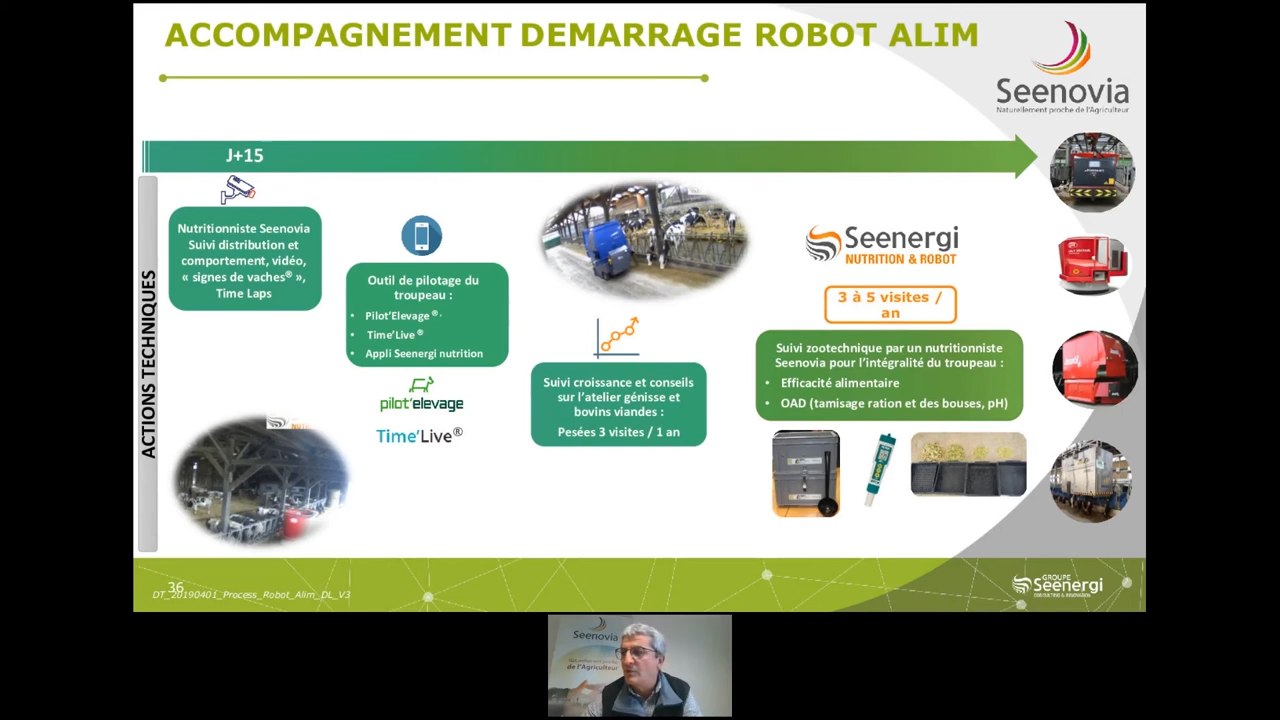 ACCOMPAGNEMENT DEMARRAGE ROBOT ALIM
Seenovia
Naturellement proche de l'Agriculteur
J+15
ACTIONS TECHNIQUES
Nutritionniste Seenovia
Suivi distribution et
comportement, vidéo,
« signes de vaches® »,
Time Laps
Outil de pilotage du
troupeau :
• Pilot'Elevage ®
• Time'Live ®
• Appli Seenergi nutrition
pilot'elevage
Time'Live®
Suivi croissance et conseils
sur l'atelier génisse et
bovins viandes :
Pesées 3 visites / 1 an
Seenergi
NUTRITION & ROBOT
3 à 5 visites /
an
Suivi zootechnique par un nutritionniste
Seenovia pour l'intégralité du troupeau :
• Efficacité alimentaire
• OAD (tamisage ration et des bouses, pH)
36
DT_20190401_Process_Robot_Alim_DL_V3
GROUPE
Seenergi
Seenovia
de l'Agriculteur